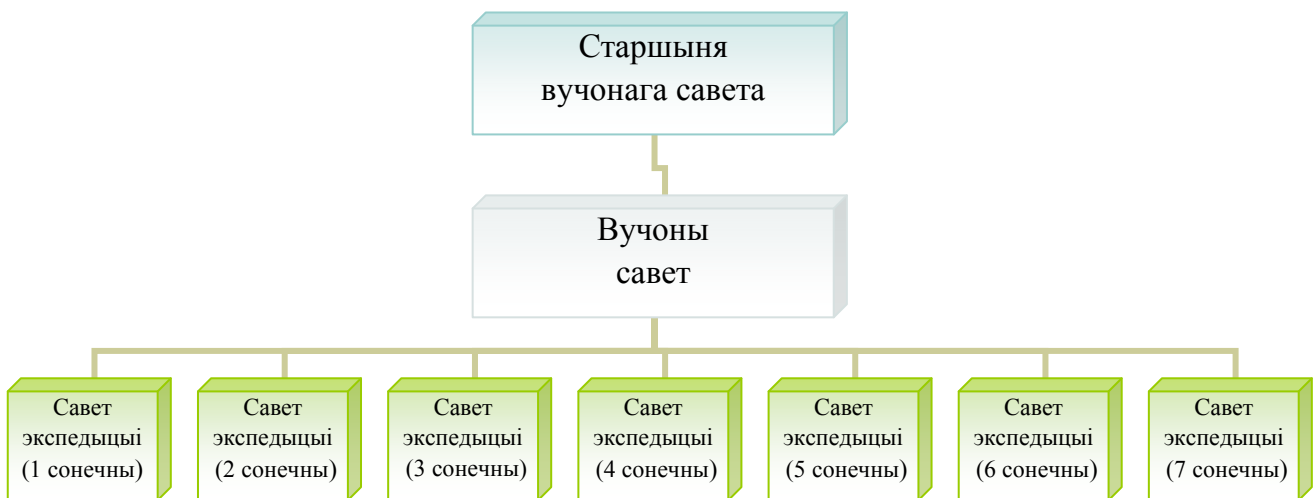 Старшыня
вучонага савета
Вучоны
савет
Савет
экспедыцыі
(1 сонечны)
Савет
экспедыцыі
(2 сонечны)
Савет
экспедыцыі
(3 сонечны)
Савет
экспедыцыі
(4 сонечны)
Савет
экспедыцыі
(5 сонечны)
Савет
экспедыцыі
(6 сонечны)
Савет
экспедыцыі
(7 сонечны)